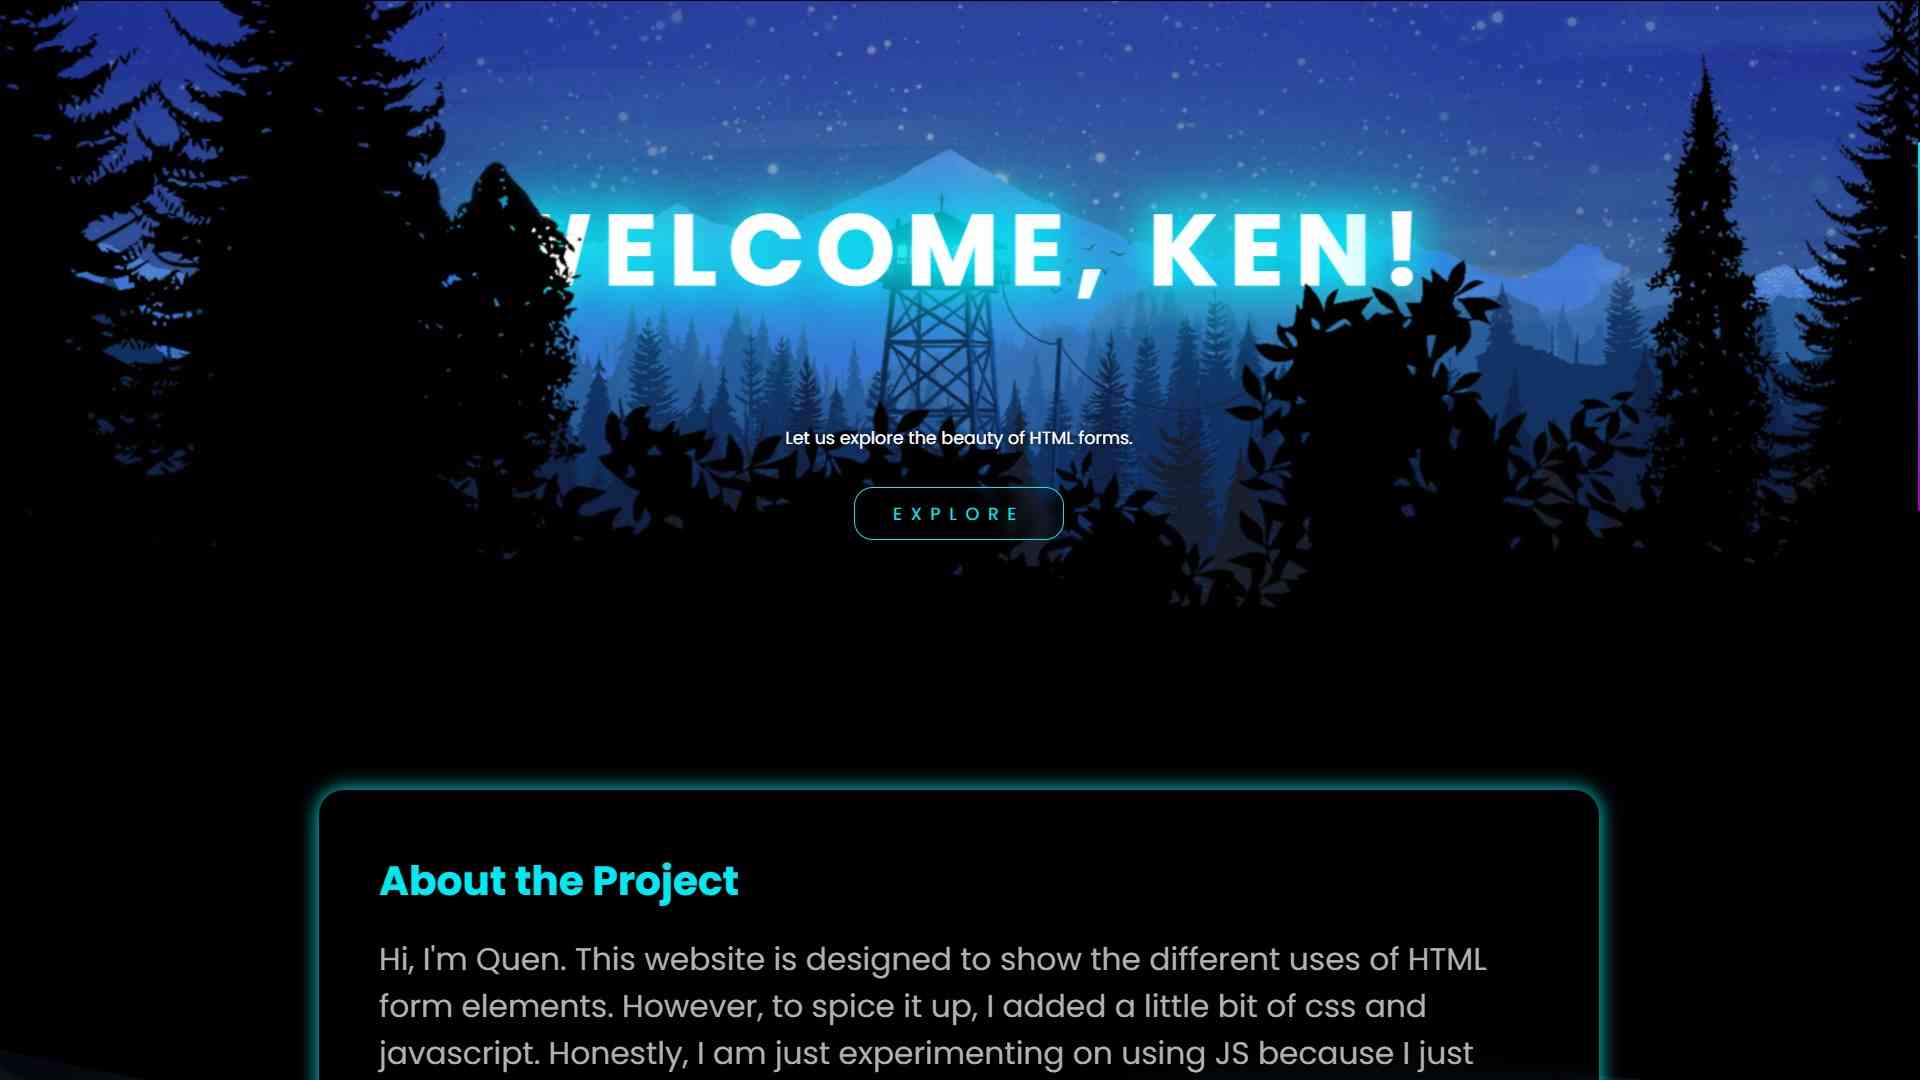 WELCOME, KEN!
Let us explore the beauty of HTML forms.
EXPLORE
About the Project
Hi, I'm Quen. This website is designed to show the different uses of HTML
form elements. However, to spice it up, I added a little bit of css and
javascript. Honestly, I am just experimenting on using JS because I just